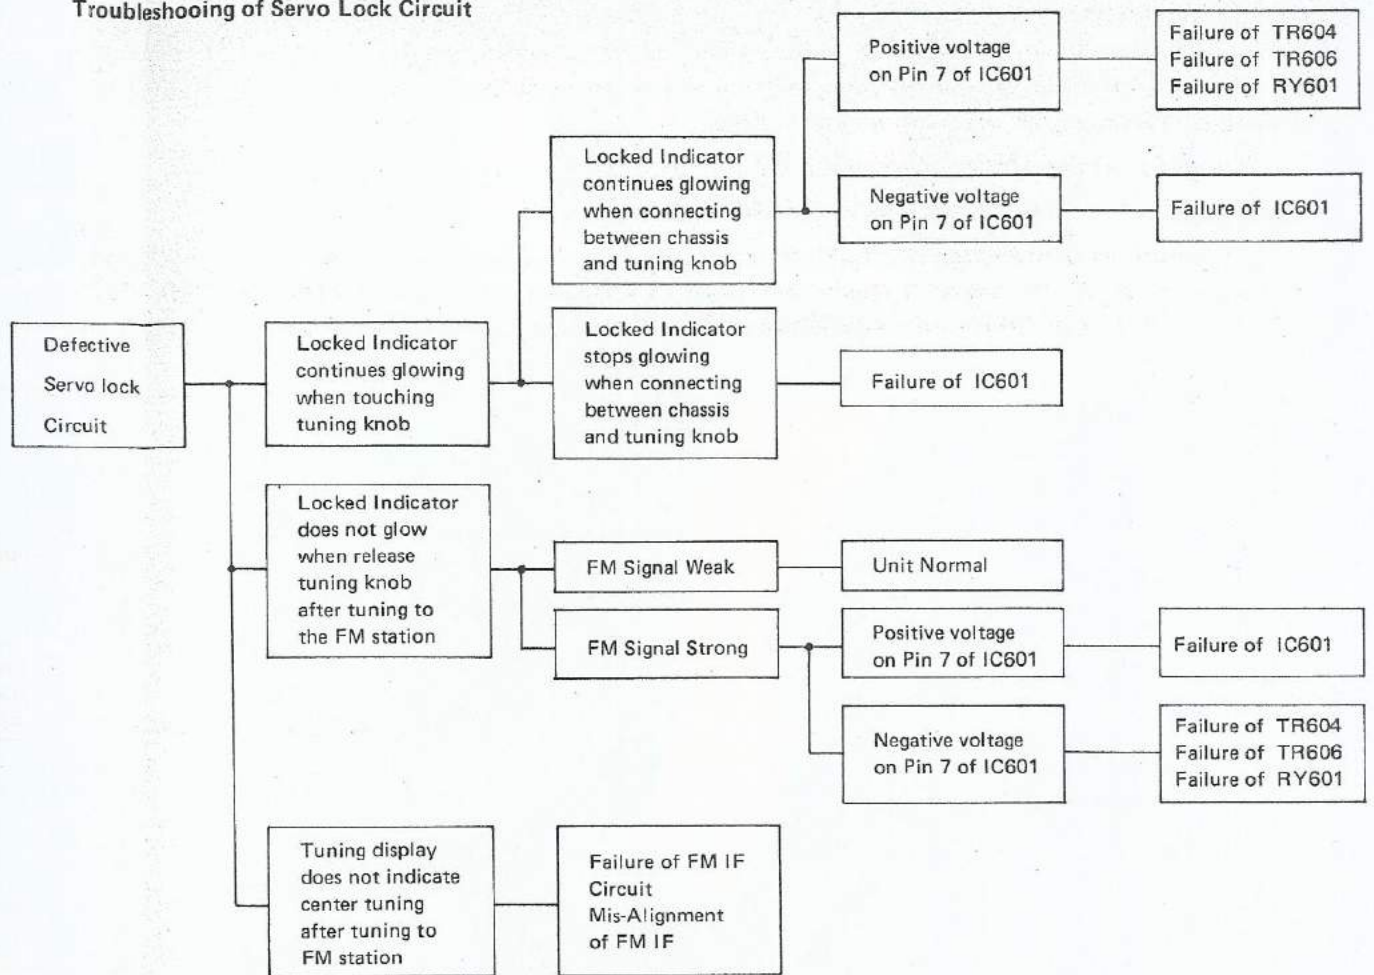 Troubleshooing of Servo Lock Circuit
Defective
Servo lock
Circuit
Locked Indicator
continues glowing
when touching
tuning knob
Locked Indicator
continues glowing
when connecting
between chassis
and tuning knob
Positive voltage
on Pin 7 of IC601
Failure of TR604
Failure of TR606
Failure of RY601
Negative voltage
on Pin 7 of IC601
Failure of IC601
Locked Indicator
stops glowing
when connecting
between chassis
and tuning knob
Failure of IC601
Locked Indicator
does not glow
when release
tuning knob
after tuning to
the FM station
FM Signal Weak
Unit Normal
FM Signal Strong
Positive voltage
on Pin 7 of IC601
Failure of IC601
Negative voltage
on Pin 7 of IC601
Failure of TR604
Failure of TR606
Failure of RY601
Tuning display
does not indicate
center tuning
after tuning to
FM station
Failure of FM IF
Circuit
Mis-Alignment
of FM IF